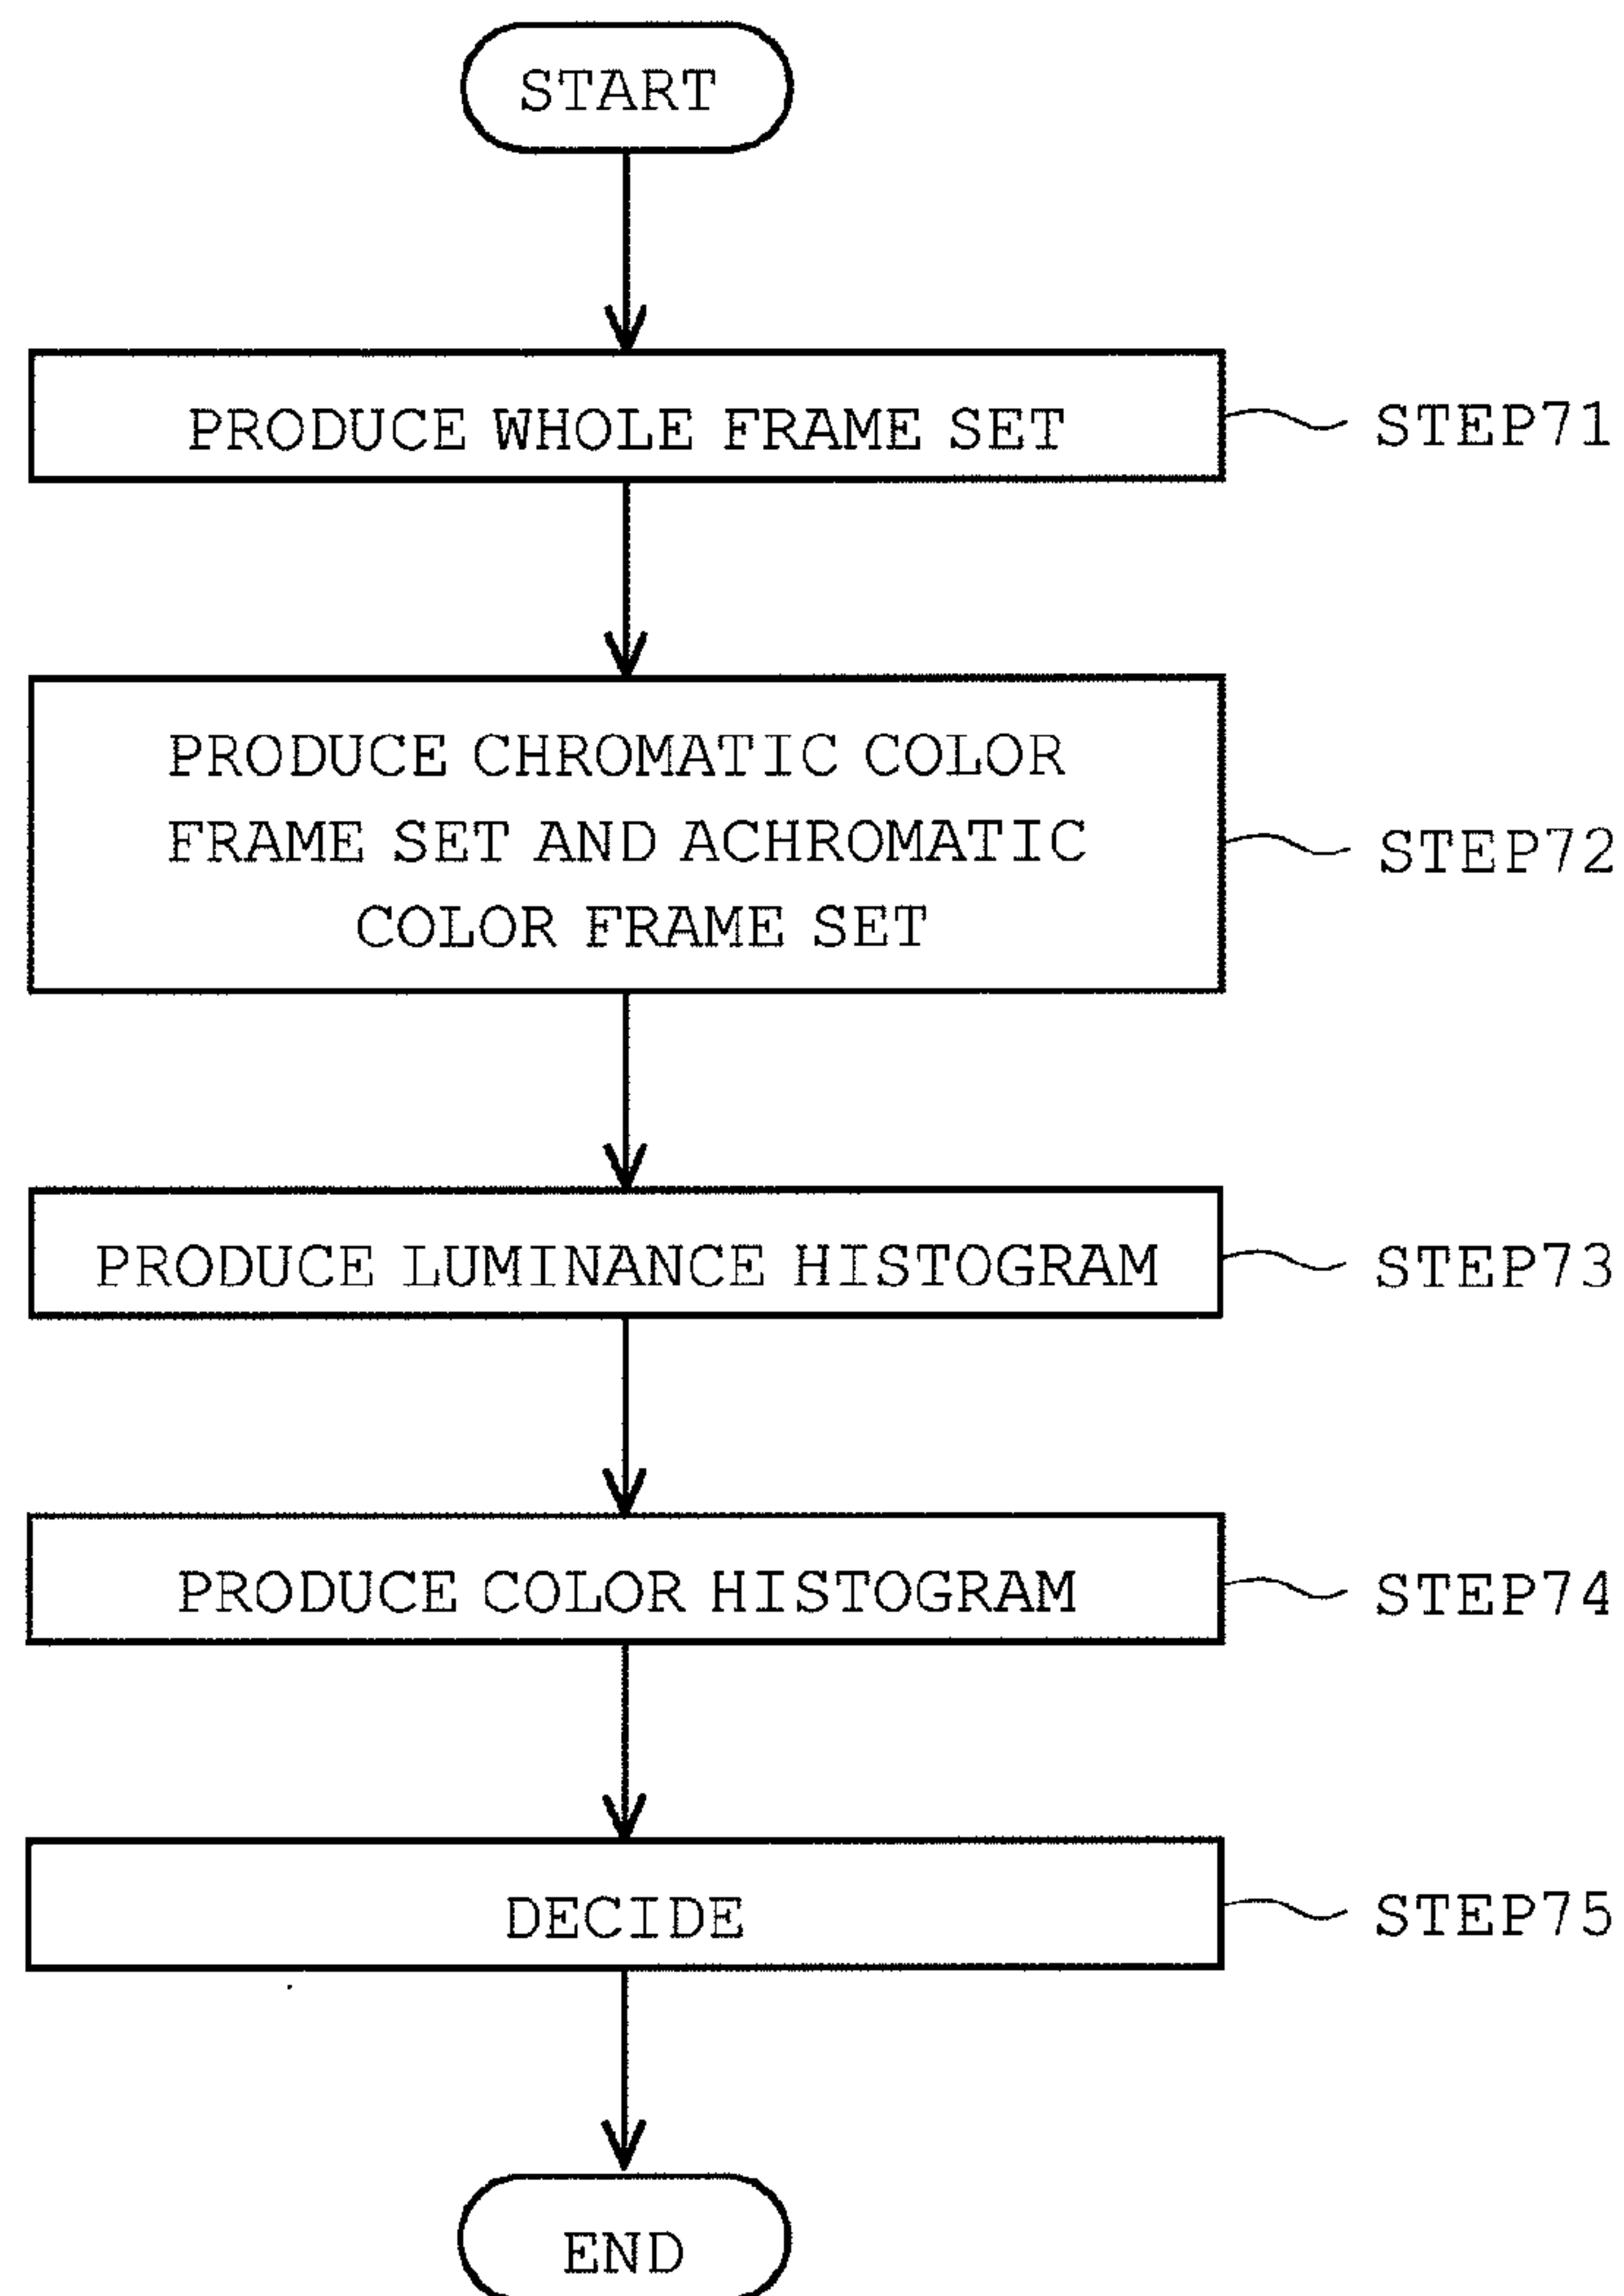 START
PRODUCE WHOLE FRAME SET
STEP71
PRODUCE CHROMATIC COLOR
FRAME SET AND ACHROMATIC
COLOR FRAME SET
STEP72
PRODUCE LUMINANCE HISTOGRAM
STEP73
PRODUCE COLOR HISTOGRAM
STEP74
DECIDE
STEP75
END